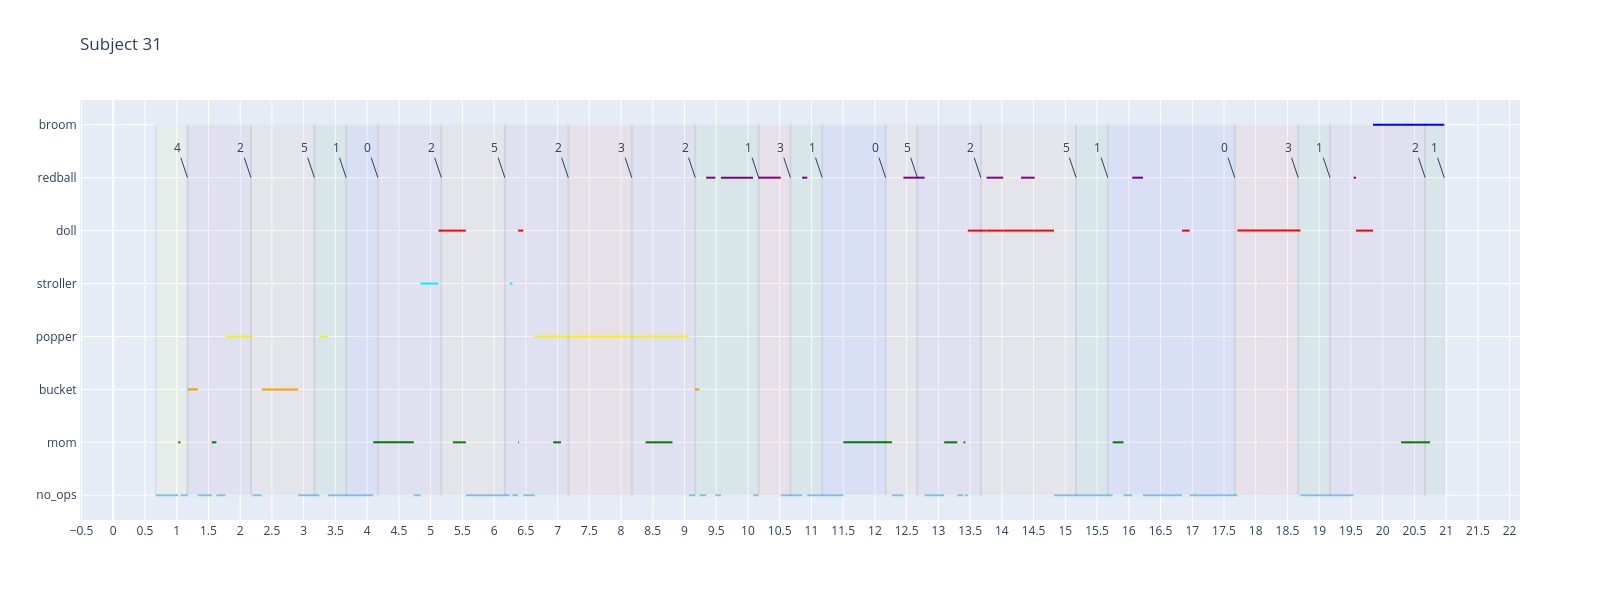 Subject 31
broom
4 2 5 1 0 2 5 2 3 2 1 3 1 0 5 2 5 1 0 3 1 2 1
redball
doll
stroller
popper
bucket
mom
no_ops
−0.5 0 0.5 1 1.5 2 2.5 3 3.5 4 4.5 5 5.5 6 6.5 7 7.5 8 8.5 9 9.5 10 10.5 11 11.5 12 12.5 13 13.5 14 14.5 15 15.5 16 16.5 17 17.5 18 18.5 19 19.5 20 20.5 21 21.5 22